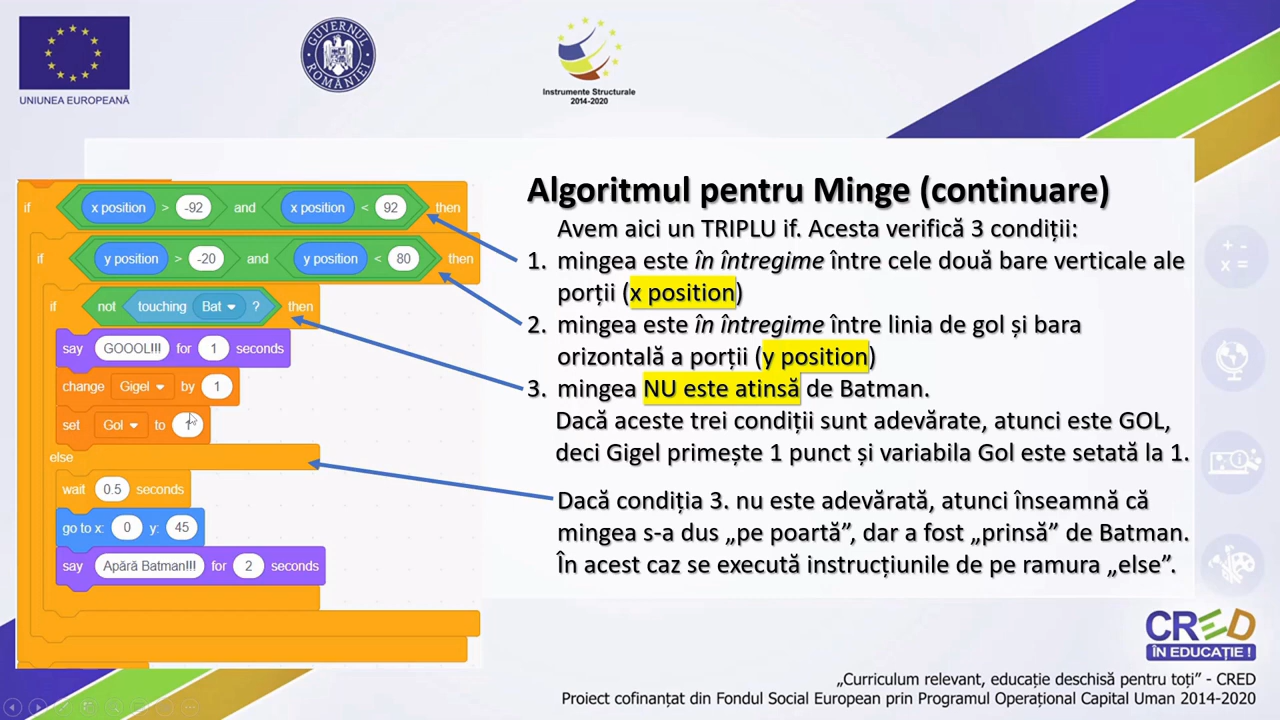 UNIUNEA EUROPEANĂ
GUVERNUL ROMÂNIEI
Instrumente Structurale
2014-2020
if x position > -92 and x position < 92 then
if y position > -20 and y position < 80 then
if not touching Bat ? then
say GOOOL!!! for 1 seconds
change Gigel by 1
set Gol to 1
else
wait 0.5 seconds
go to x: 0 y: 45
say Apără Batman!!! for 2 seconds
Algoritmul pentru Minge (continuare)
Avem aici un TRIPLU if. Acesta verifică 3 condiții:
1. mingea este în întregime între cele două bare verticale ale
porții (x position)
2. mingea este în întregime între linia de gol și bara
orizontală a porții (y position)
3. mingea NU este atinsă de Batman.
Dacă aceste trei condiții sunt adevărate, atunci este GOL,
deci Gigel primește 1 punct și variabila Gol este setată la 1.
Dacă condiția 3. nu este adevărată, atunci înseamnă că
mingea s-a dus „pe poartă”, dar a fost „prinsă” de Batman.
În acest caz se execută instrucțiunile de pe ramura „else”.
+ -
x =
CRED
ÎN EDUCAȚIE !
„Curriculum relevant, educație deschisă pentru toți” - CRED
Proiect cofinanțat din Fondul Social European prin Programul Operațional Capital Uman 2014-2020